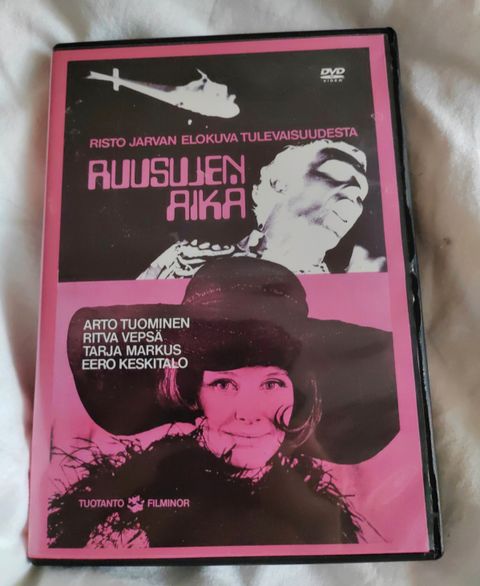 DVD
VIDEO
RISTO JARVAN ELOKUVA TULEVAISUUDESTA
RUUSUJEN
AIKA
ARTO TUOMINEN
RITVA VEPSÄ
TARJA MARKUS
EERO KESKITALO
TUOTANTO FILMINOR